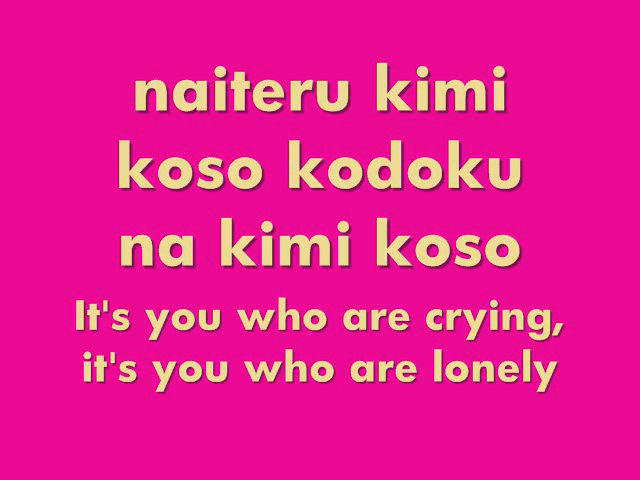 naiteru kimi
koso kodoku
na kimi koso
It's you who are crying,
it's you who are lonely